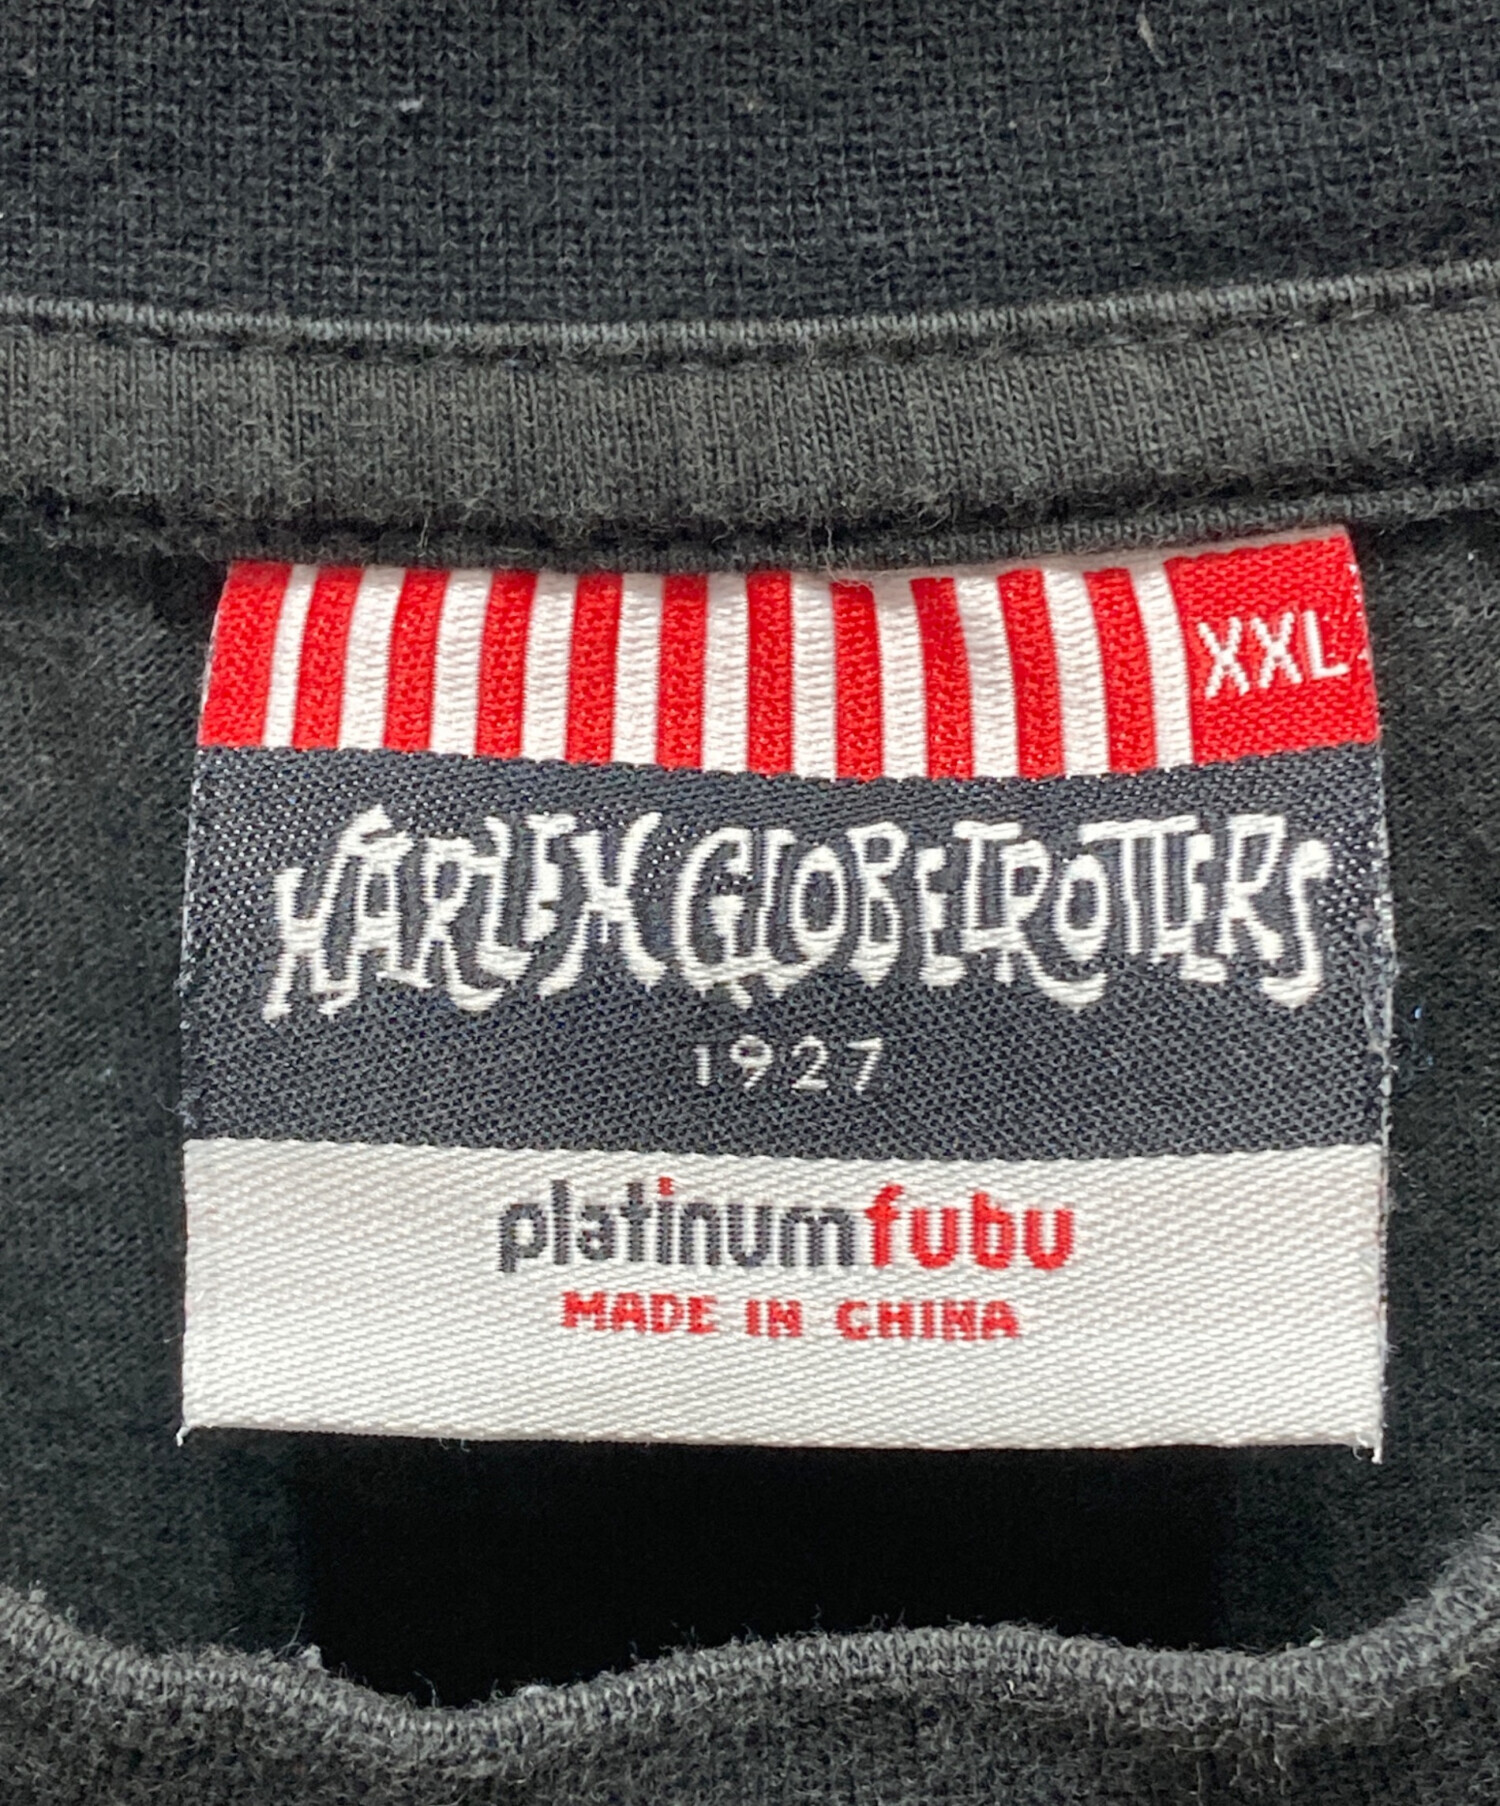 XXL
HARLEM GLOBETROTTERS
1927
platinumfubu
MADE IN CHINA